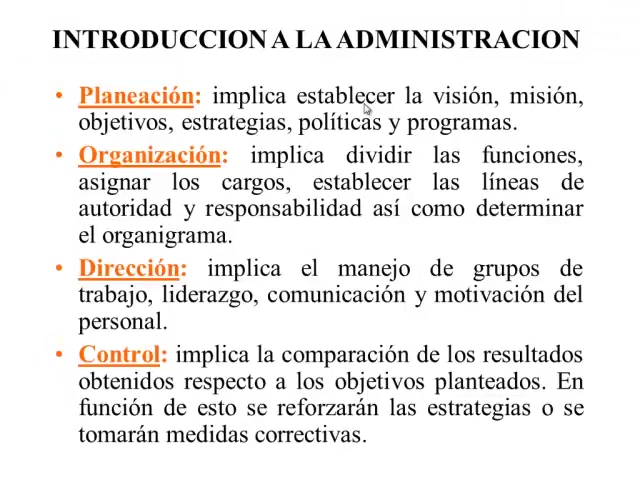 INTRODUCCION A LA ADMINISTRACION
• Planeación: implica establecer la visión, misión,
objetivos, estrategias, políticas y programas.
• Organización: implica dividir las funciones,
asignar los cargos, establecer las líneas de
autoridad y responsabilidad así como determinar
el organigrama.
• Dirección: implica el manejo de grupos de
trabajo, liderazgo, comunicación y motivación del
personal.
• Control: implica la comparación de los resultados
obtenidos respecto a los objetivos planteados. En
función de esto se reforzarán las estrategias o se
tomarán medidas correctivas.